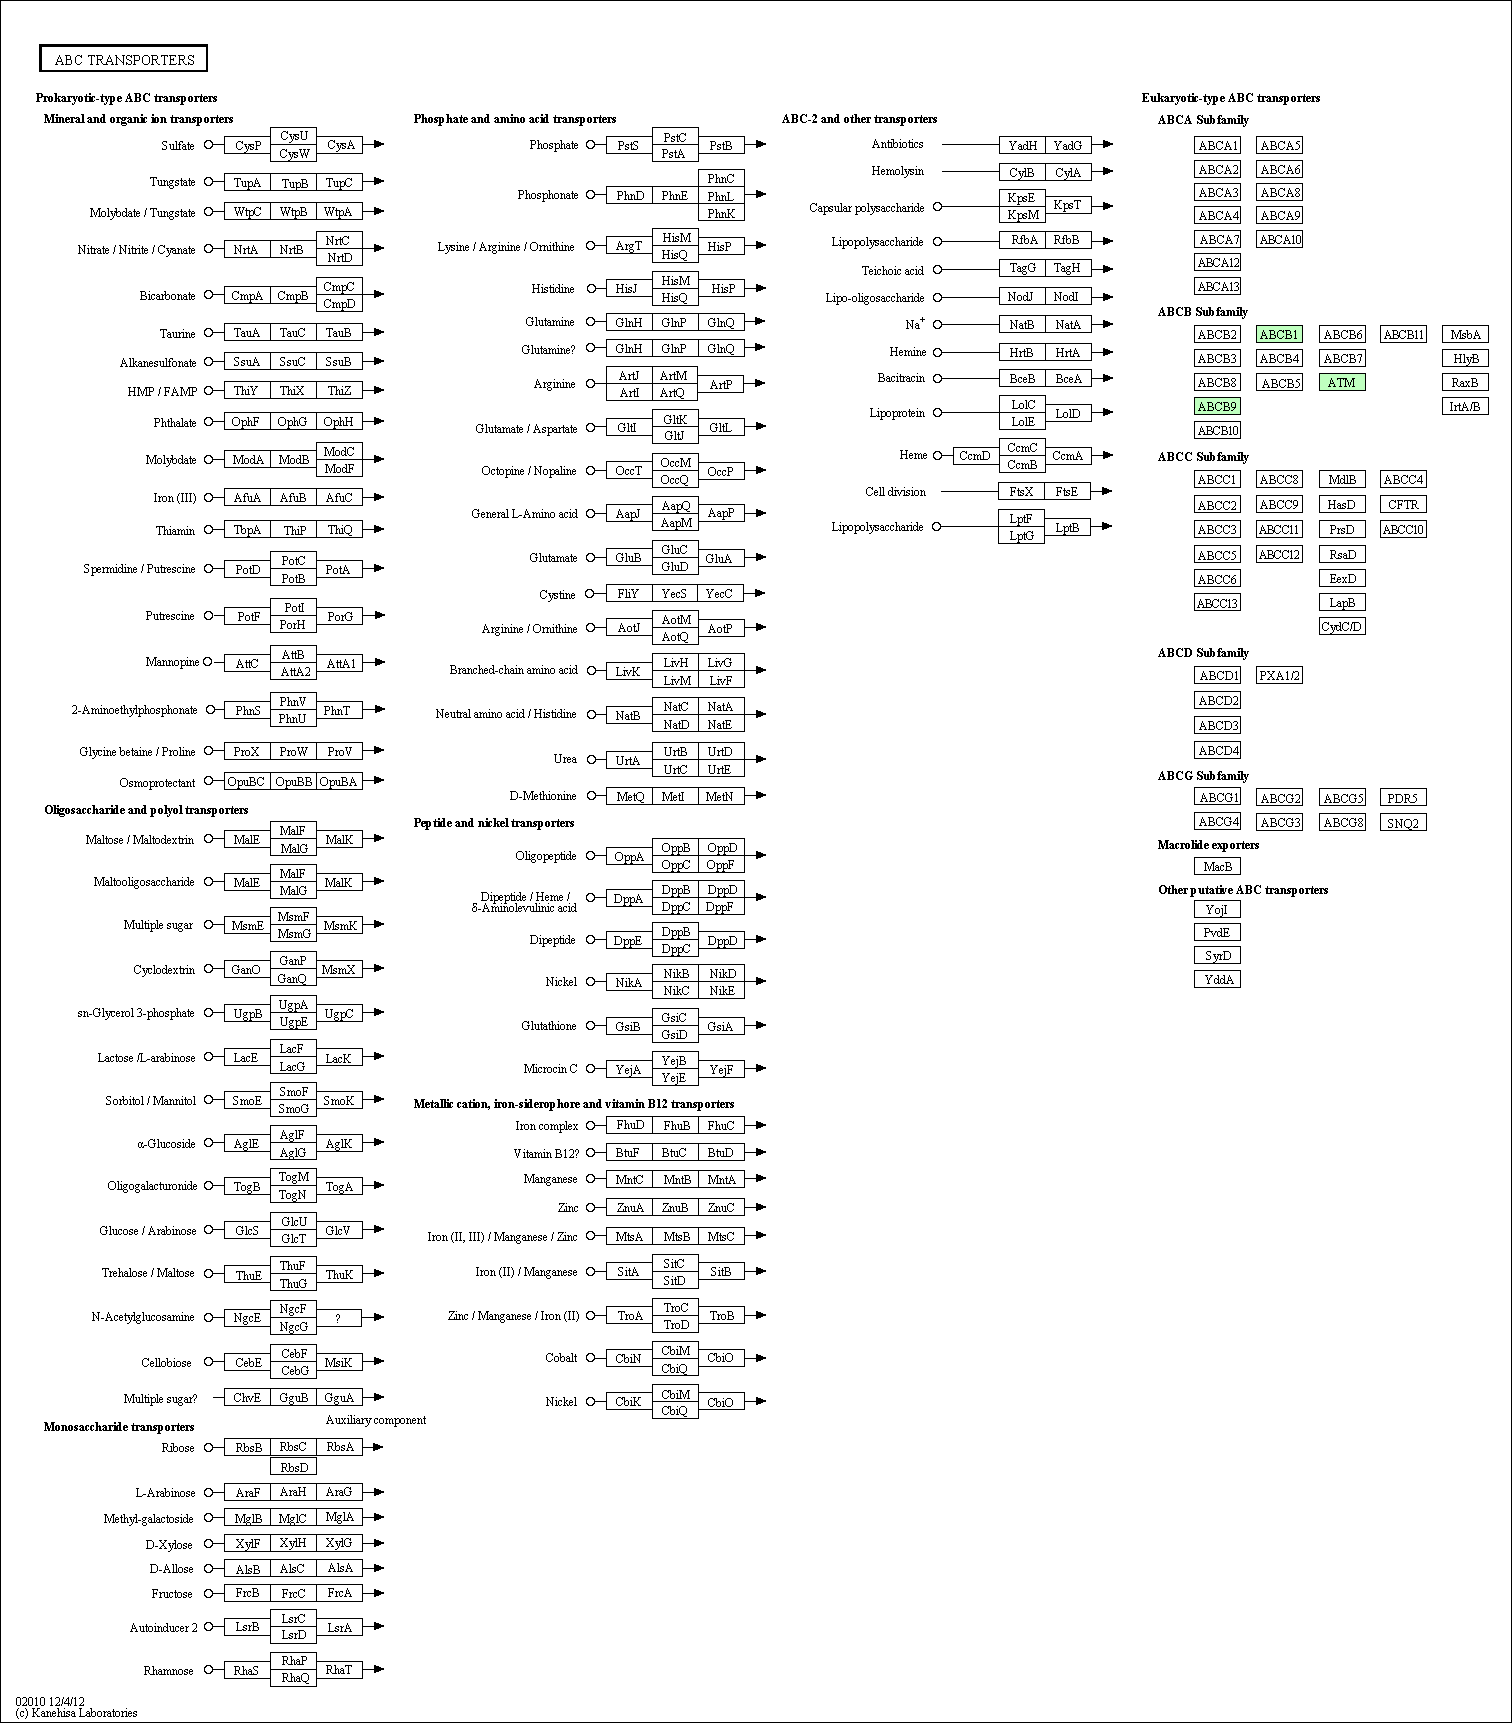 ABC TRANSPORTERS
Prokaryotic-type ABC transporters
Mineral and organic ion transporters
Sulfate CysP CysU CysW CysA
Tungstate TupA TupB TupC
Molybdate / Tungstate WtpC WtpB WtpA
Nitrate / Nitrite / Cyanate NrtA NrtB NrtC NrtD
Bicarbonate CmpA CmpB CmpC CmpD
Taurine TauA TauC TauB
Alkanesulfonate SsuA SsuC SsuB
HMP / FAMP ThiY ThiX ThiZ
Phthalate OphF OphG OphH
Molybdate ModA ModB ModC ModF
Iron (III) AfuA AfuB AfuC
Thiamin TbpA ThiP ThiQ
Spermidine / Putrescine PotD PotC PotB PotA
Putrescine PotF PotI PorH PorG
Mannopine AttC AttB AttA2 AttA1
2-Aminoethylphosphonate PhnS PhnV PhnU PhnT
Glycine betaine / Proline ProX ProW ProV
Osmoprotectant OpuBC OpuBB OpuBA
Oligosaccharide and polyol transporters
Maltose / Maltodextrin MalE MalF MalG MalK
Maltooligosaccharide MalE MalF MalG MalK
Multiple sugar MsmE MsmF MsmG MsmK
Cyclodextrin GanO GanP GanQ MsmX
sn-Glycerol 3-phosphate UgpB UgpA UgpE UgpC
Lactose /L-arabinose LacE LacF LacG LacK
Sorbitol / Mannitol SmoE SmoF SmoG SmoK
α-Glucoside AglE AglF AglG AglK
Oligogalacturonide TogB TogM TogN TogA
Glucose / Arabinose GlcS GlcU GlcT GlcV
Trehalose / Maltose ThuE ThuF ThuG ThuK
N-Acetylglucosamine NgcE NgcF NgcG ?
Cellobiose CebE CebF CebG MsiK
Multiple sugar? ChvE GguB GguA
Auxiliary component
Monosaccharide transporters
Ribose RbsB RbsC RbsA
RbsD
L-Arabinose AraF AraH AraG
Methyl-galactoside MglB MglC MglA
D-Xylose XylF XylH XylG
D-Allose AlsB AlsC AlsA
Fructose FrcB FrcC FrcA
Autoinducer 2 LsrB LsrC LsrD LsrA
Rhamnose RhaS RhaP RhaQ RhaT
Phosphate and amino acid transporters
Phosphate PstS PstC PstA PstB
Phosphonate PhnD PhnE PhnC PhnL PhnK
Lysine / Arginine / Ornithine ArgT HisM HisQ HisP
Histidine HisJ HisM HisQ HisP
Glutamine GlnH GlnP GlnQ
Glutamine? GlnH GlnP GlnQ
Arginine ArtJ ArtI ArtM ArtQ ArtP
Glutamate / Aspartate GltI GltK GltJ GltL
Octopine / Nopaline OccT OccM OccQ OccP
General L-Amino acid AapJ AapQ AapM AapP
Glutamate GluB GluC GluD GluA
Cystine FliY YecS YecC
Arginine / Ornithine AotJ AotM AotQ AotP
Branched-chain amino acid LivK LivH LivM LivG LivF
Neutral amino acid / Histidine NatB NatC NatD NatA NatE
Urea UrtA UrtB UrtC UrtD UrtE
D-Methionine MetQ MetI MetN
Peptide and nickel transporters
Oligopeptide OppA OppB OppC OppD OppF
Dipeptide / Heme /
δ-Aminolevulinic acid DppA DppB DppC DppD DppF
Dipeptide DppE DppB DppC DppD
Nickel NikA NikB NikC NikD NikE
Glutathione GsiB GsiC GsiD GsiA
Microcin C YejA YejB YejE YejF
Metallic cation, iron-siderophore and vitamin B12 transporters
Iron complex FhuD FhuB FhuC
Vitamin B12? BtuF BtuC BtuD
Manganese MntC MntB MntA
Zinc ZnuA ZnuB ZnuC
Iron (II, III) / Manganese / Zinc MtsA MtsB MtsC
Iron (II) / Manganese SitA SitC SitD SitB
Zinc / Manganese / Iron (II) TroA TroC TroD TroB
Cobalt CbiN CbiM CbiQ CbiO
Nickel CbiK CbiM CbiQ CbiO
ABC-2 and other transporters
Antibiotics YadH YadG
Hemolysin CylB CylA
Capsular polysaccharide KpsE KpsM KpsT
Lipopolysaccharide RfbA RfbB
Teichoic acid TagG TagH
Lipo-oligosaccharide NodJ NodI
Na+ NatB NatA
Hemine HrtB HrtA
Bacitracin BceB BceA
Lipoprotein LolC LolE LolD
Heme CcmD CcmC CcmB CcmA
Cell division FtsX FtsE
Lipopolysaccharide LptF LptG LptB
Eukaryotic-type ABC transporters
ABCA Subfamily
ABCA1 ABCA5
ABCA2 ABCA6
ABCA3 ABCA8
ABCA4 ABCA9
ABCA7 ABCA10
ABCA12
ABCA13
ABCB Subfamily
ABCB2 ABCB1 ABCB6 ABCB11 MsbA
ABCB3 ABCB4 ABCB7 HlyB
ABCB8 ABCB5 ATM RaxB
ABCB9 IrtA/B
ABCB10
ABCC Subfamily
ABCC1 ABCC8 MdlB ABCC4
ABCC2 ABCC9 HasD CFTR
ABCC3 ABCC11 PrsD ABCC10
ABCC5 ABCC12 RsaD
ABCC6 EexD
ABCC13 LapB
CydC/D
ABCD Subfamily
ABCD1 PXA1/2
ABCD2
ABCD3
ABCD4
ABCG Subfamily
ABCG1 ABCG2 ABCG5 PDR5
ABCG4 ABCG3 ABCG8 SNQ2
Macrolide exporters
MacB
Other putative ABC transporters
YojI
PvdE
SyrD
YddA
02010 12/4/12
(c) Kanehisa Laboratories